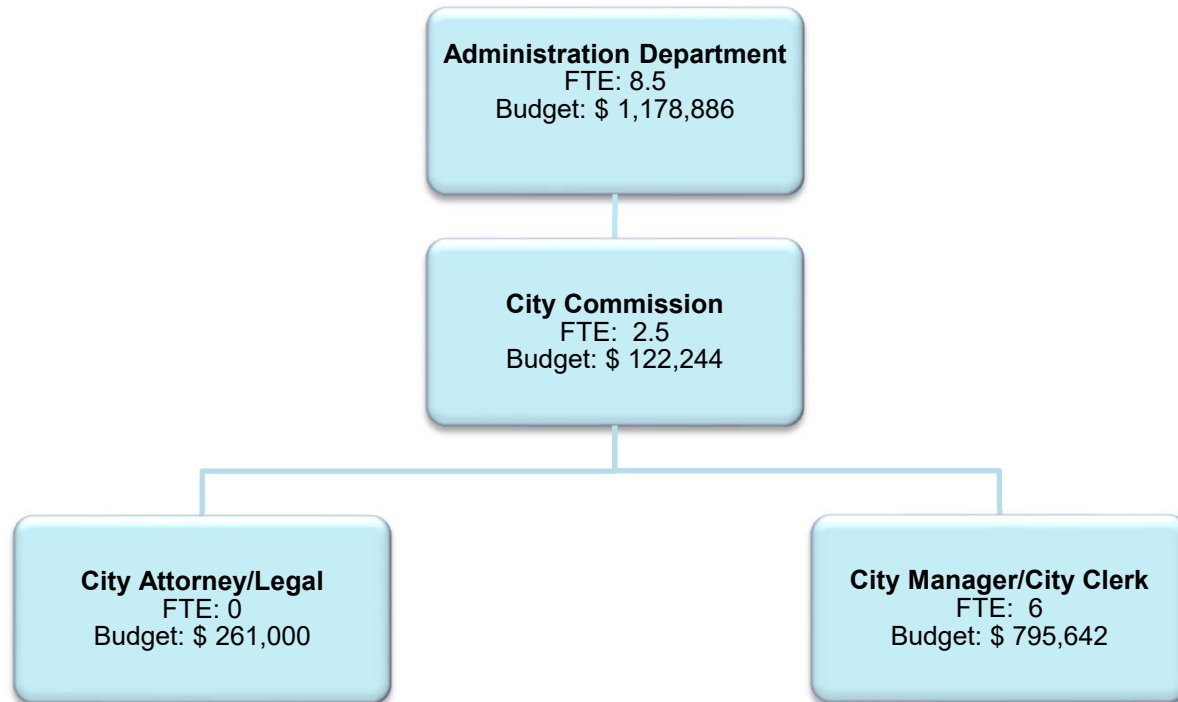 Administration Department
FTE: 8.5
Budget: $ 1,178,886
City Commission
FTE:  2.5
Budget: $ 122,244
City Attorney/Legal
FTE: 0
Budget: $ 261,000
City Manager/City Clerk
FTE:  6
Budget: $ 795,642